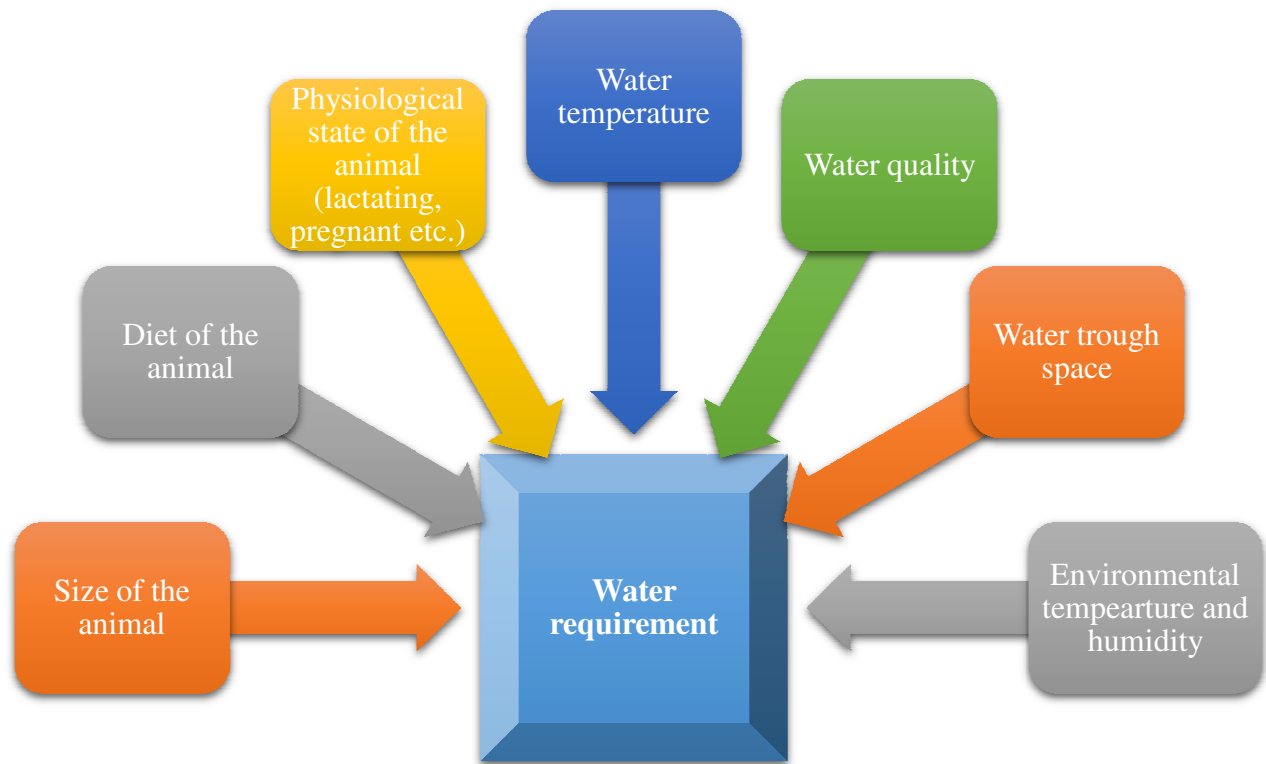 Water
temperature
Physiological
state of the
animal
(lactating,
pregnant etc.)
Water quality
Diet of the
animal
Water trough
space
Size of the
animal
Water
requirement
Environmental
tempearture and
humidity